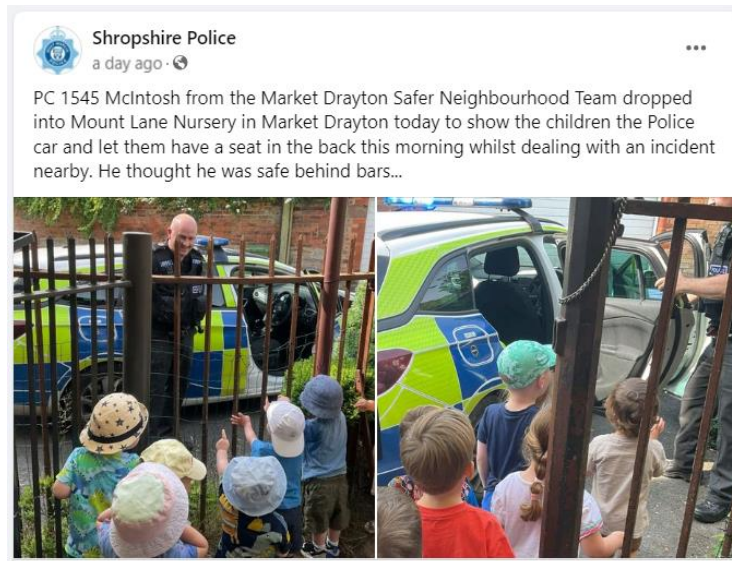 Shropshire Police
a day ago ·
PC 1545 McIntosh from the Market Drayton Safer Neighbourhood Team dropped
into Mount Lane Nursery in Market Drayton today to show the children the Police
car and let them have a seat in the back this morning whilst dealing with an incident
nearby. He thought he was safe behind bars...